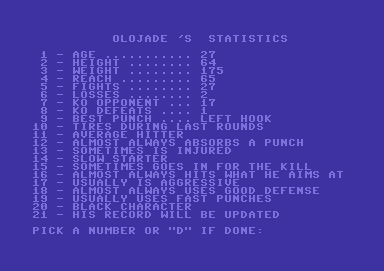 OLOJADE 'S STATISTICS
1 - AGE .......... 27
2 - HEIGHT ....... 64
3 - WEIGHT ........ 175
4 - REACH ........ 65
5 - FIGHTS ....... 27
6 - LOSSES ....... 2
7 - KO OPPONENT ... 17
8 - KO DEFEATS .... 1
9 - BEST PUNCH ... LEFT HOOK
10 - TIRES DURING LAST ROUNDS
11 - AVERAGE HITTER
12 - ALMOST ALWAYS ABSORBS A PUNCH
13 - SOMETIMES IS INJURED
14 - SLOW STARTER
15 - SOMETIMES GOES IN FOR THE KILL
16 - ALMOST ALWAYS HITS WHAT HE AIMS AT
17 - USUALLY IS AGGRESSIVE
18 - ALMOST ALWAYS USES GOOD DEFENSE
19 - USUALLY USES FAST PUNCHES
20 - BLACK CHARACTER
21 - HIS RECORD WILL BE UPDATED
PICK A NUMBER OR "D" IF DONE: